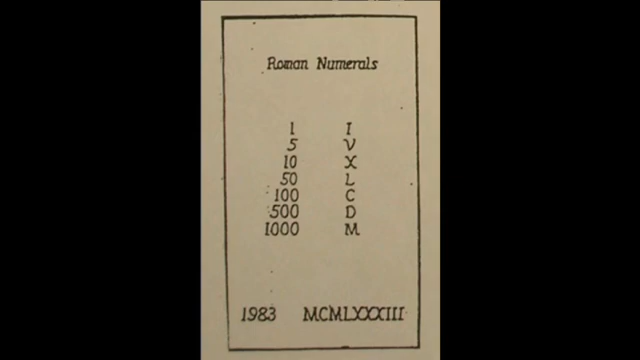 Roman Numerals
1 I
5 V
10 X
50 L
100 C
500 D
1000 M
1983 MCMLXXXIII